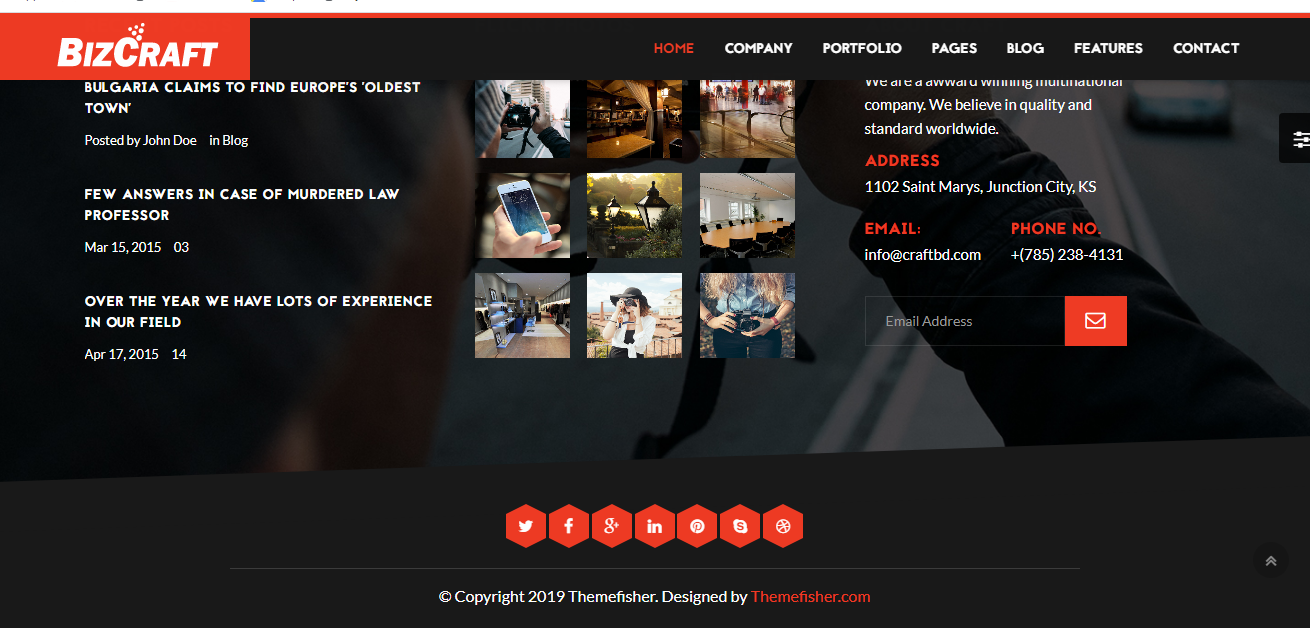 BIZCRAFT
HOME COMPANY PORTFOLIO PAGES BLOG FEATURES CONTACT
BULGARIA CLAIMS TO FIND EUROPE'S 'OLDEST
TOWN'
Posted by John Doe in Blog
FEW ANSWERS IN CASE OF MURDERED LAW
PROFESSOR
Mar 15, 2015 03
OVER THE YEAR WE HAVE LOTS OF EXPERIENCE
IN OUR FIELD
Apr 17, 2015 14
We are a awward winning multinational
company. We believe in quality and
standard worldwide.
ADDRESS
1102 Saint Marys, Junction City, KS
EMAIL: PHONE NO.
info@craftbd.com +(785) 238-4131
Email Address
© Copyright 2019 Themefisher. Designed by Themefisher.com